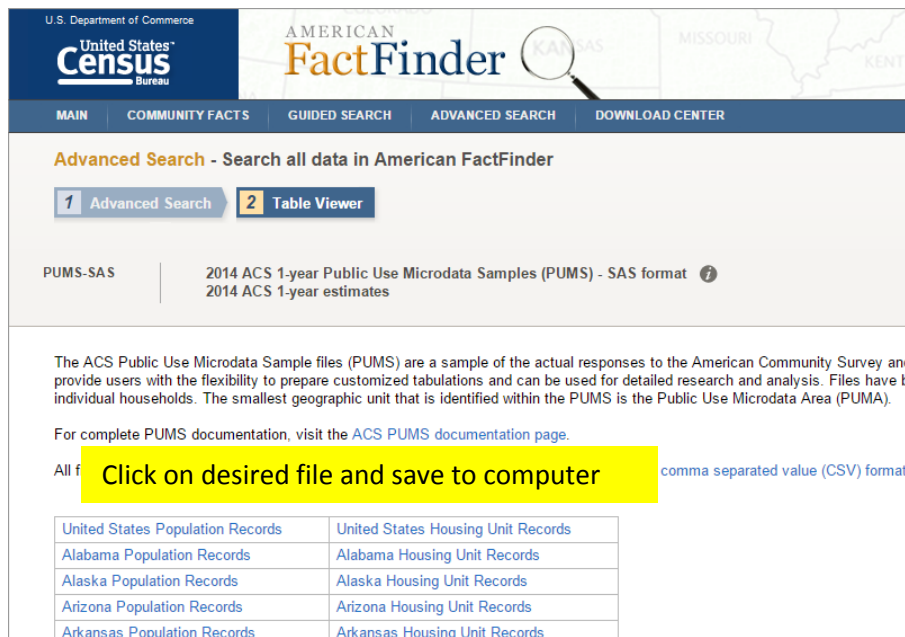 U.S. Department of Commerce
United States™
Census
Bureau
AMERICAN
FactFinder
COLORADO
KANSAS
MISSOURI
KENT
MAIN COMMUNITY FACTS GUIDED SEARCH ADVANCED SEARCH DOWNLOAD CENTER
Advanced Search - Search all data in American FactFinder
1 Advanced Search 2 Table Viewer
PUMS-SAS 2014 ACS 1-year Public Use Microdata Samples (PUMS) - SAS format i
2014 ACS 1-year estimates
The ACS Public Use Microdata Sample files (PUMS) are a sample of the actual responses to the American Community Survey and
provide users with the flexibility to prepare customized tabulations and can be used for detailed research and analysis. Files have b
individual households. The smallest geographic unit that is identified within the PUMS is the Public Use Microdata Area (PUMA).
For complete PUMS documentation, visit the ACS PUMS documentation page.
All f Click on desired file and save to computer comma separated value (CSV) format
United States Population Records United States Housing Unit Records
Alabama Population Records Alabama Housing Unit Records
Alaska Population Records Alaska Housing Unit Records
Arizona Population Records Arizona Housing Unit Records
Arkansas Population Records Arkansas Housing Unit Records